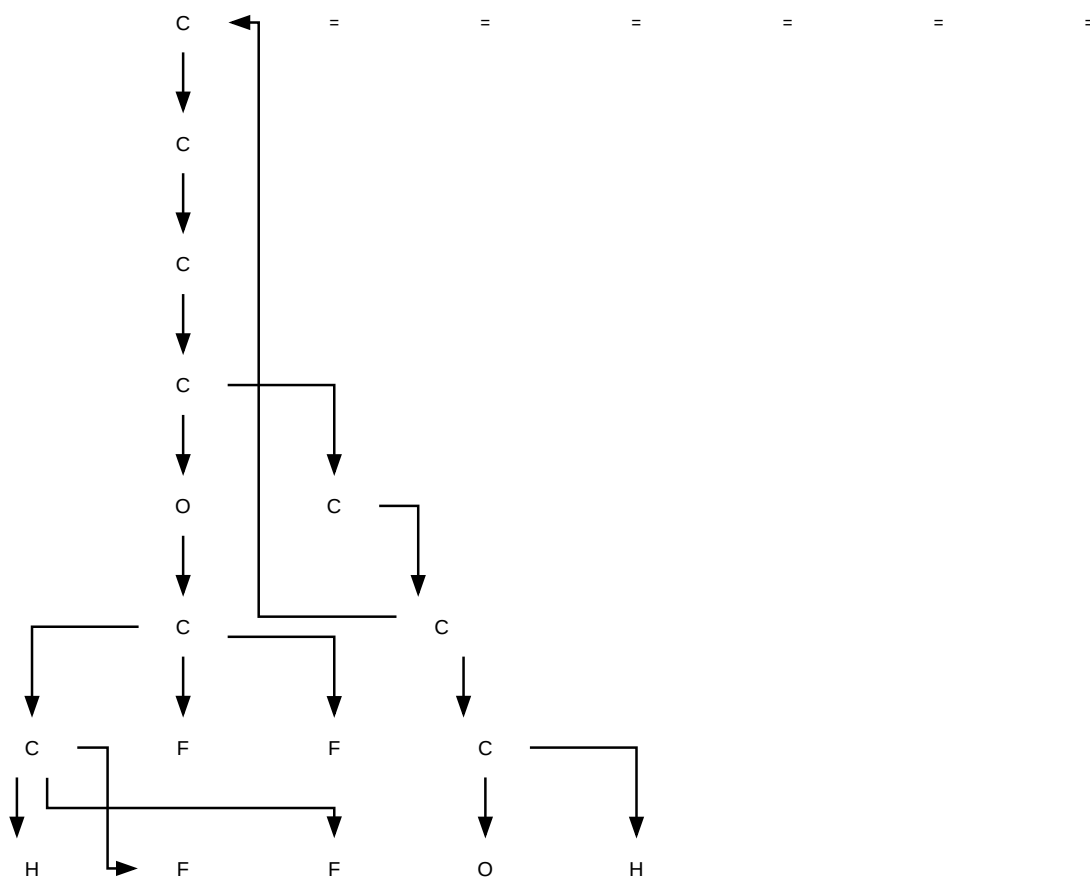 C = = = = = =
C
C
C
O C
C C
C F F C
H F F O H